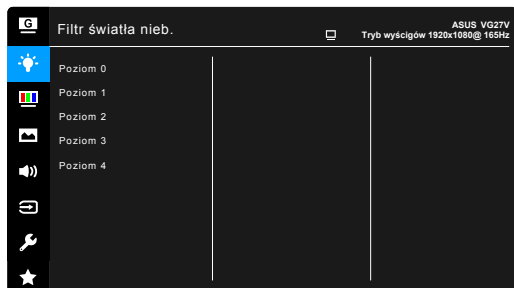 G
Filtr światła nieb.
ASUS VG27V
Tryb wyścigów 1920x1080@ 165Hz
Poziom 0
Poziom 1
Poziom 2
Poziom 3
Poziom 4